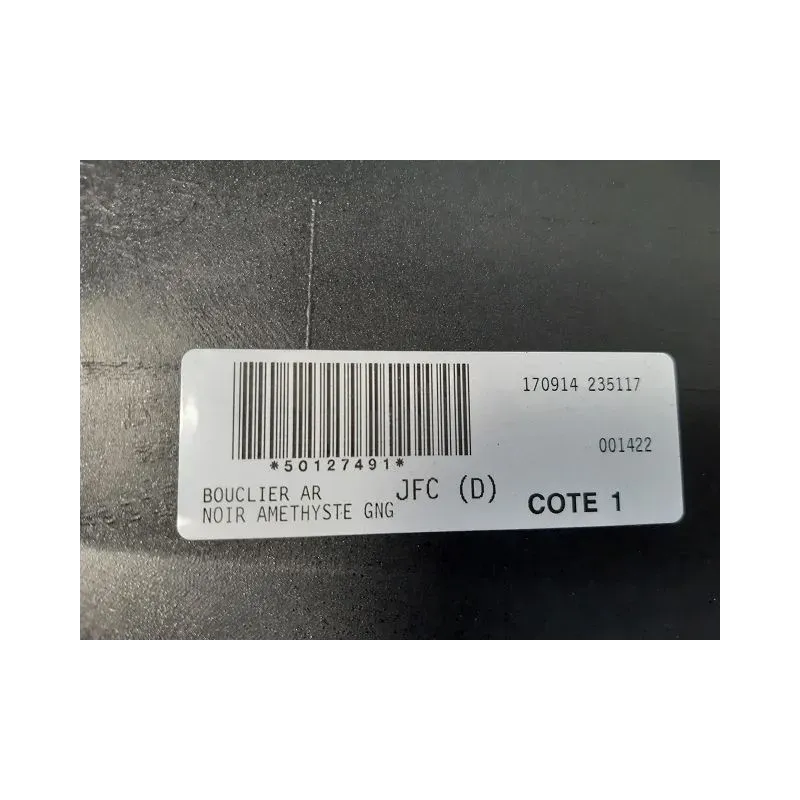 170914 235117
*50127491*
001422
BOUCLIER AR JFC (D)
NOIR AMETHYSTE GNG
COTE 1